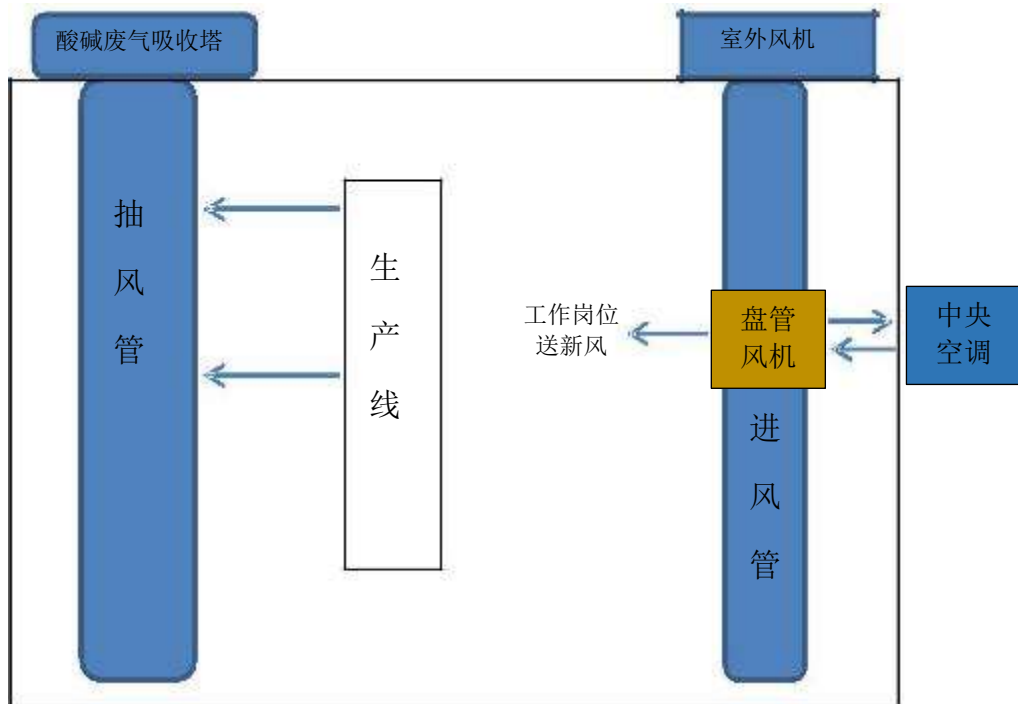 酸碱废气吸收塔
室外风机
抽风管
生产线
工作岗位
送新风
盘管
风机
中央
空调
进风管